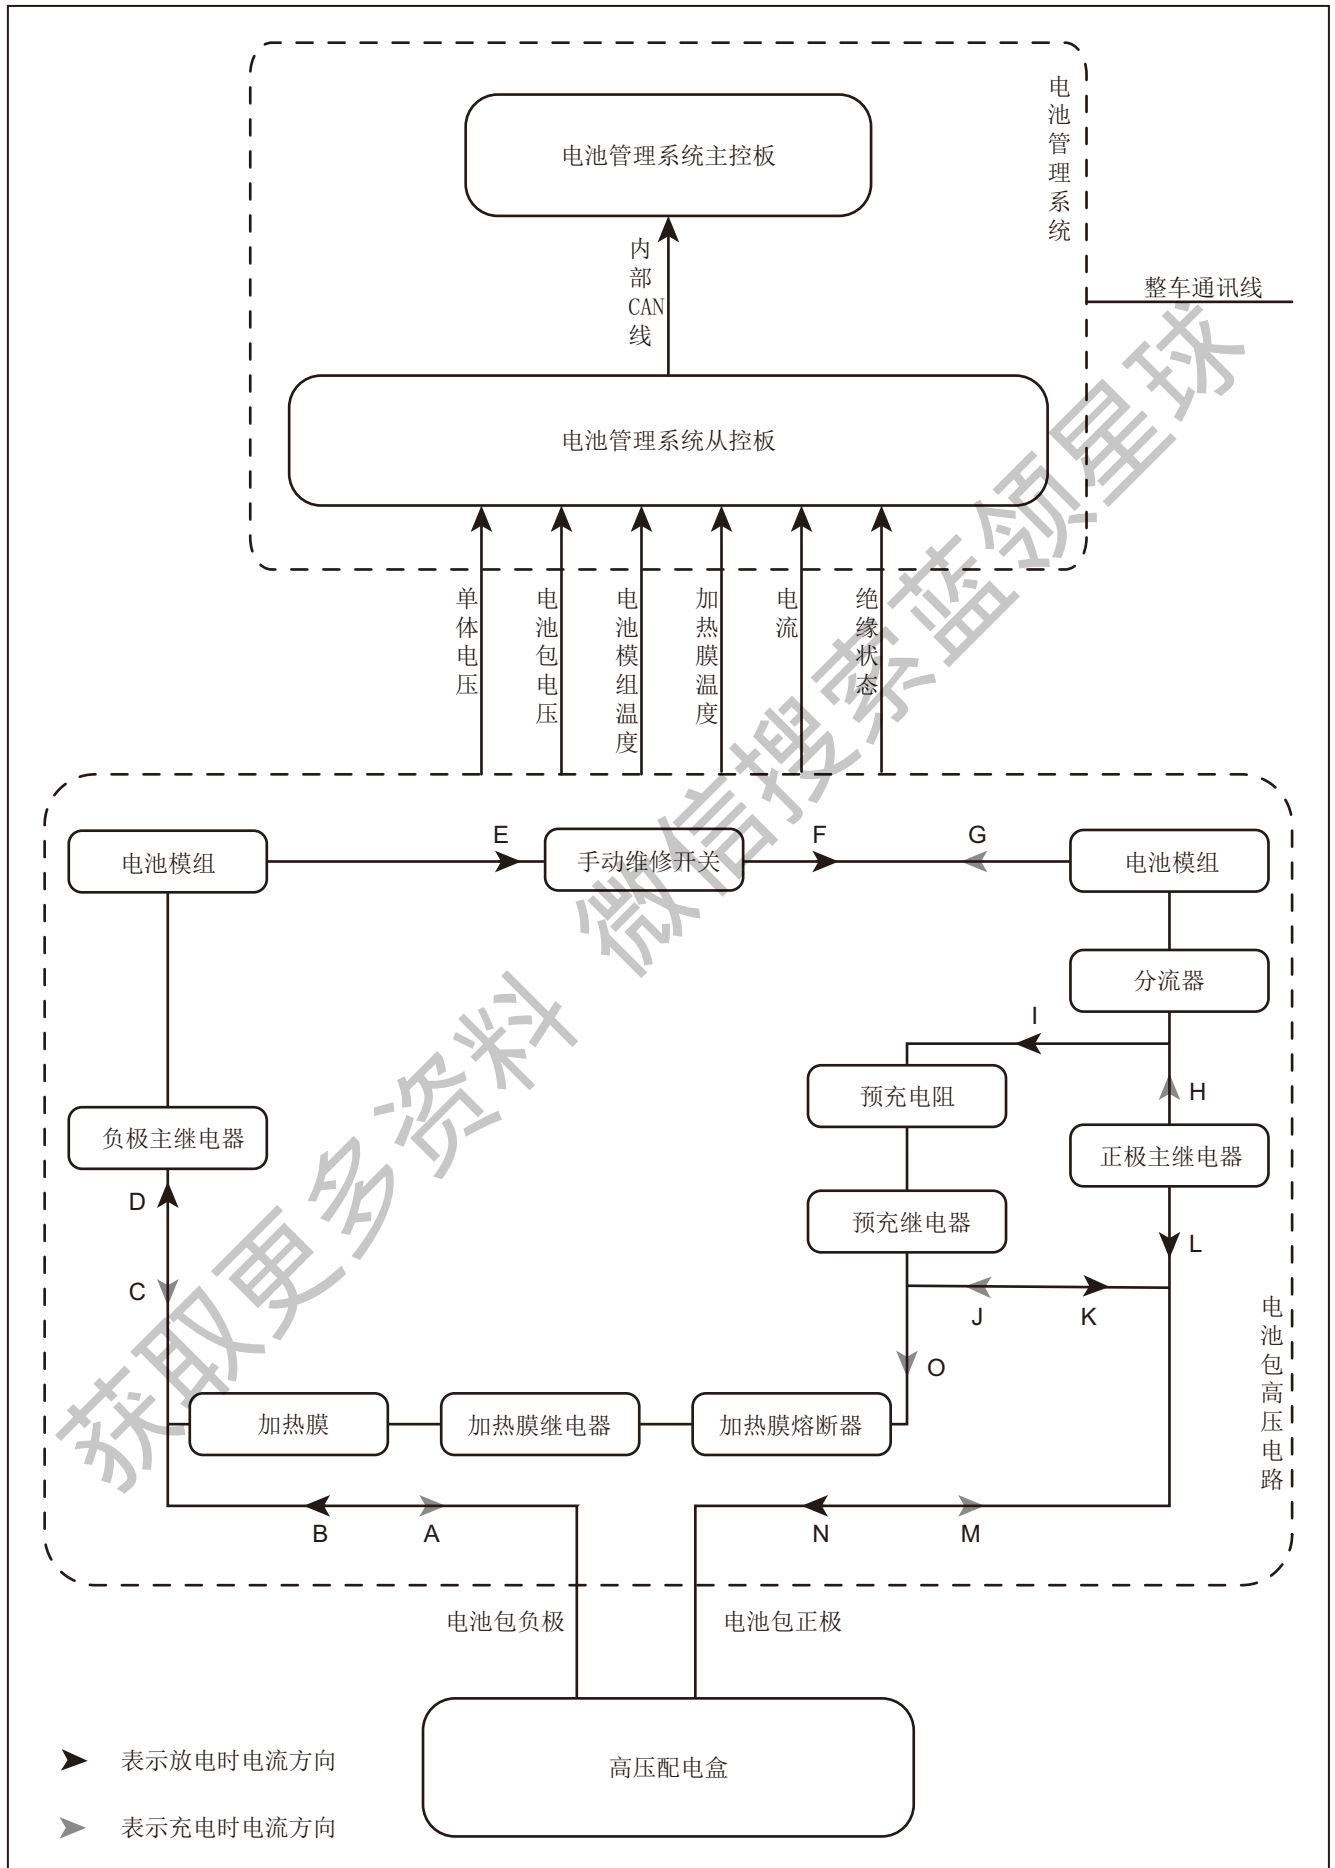 电池管理系统
电池管理系统主控板
内部CAN线
整车通讯线
电池管理系统从控板
单体电压
电池包电压
电池模组温度
加热膜温度
电流
绝缘状态
电池模组
E
手动维修开关
F
G
电池模组
分流器
I
预充电阻
H
负极主继电器
正极主继电器
D
预充继电器
L
C
J
K
电池包高压电路
O
加热膜
加热膜继电器
加热膜熔断器
B
A
N
M
电池包负极
电池包正极
高压配电盒
表示放电时电流方向
表示充电时电流方向
获取更多资料 微信搜索蓝领星球